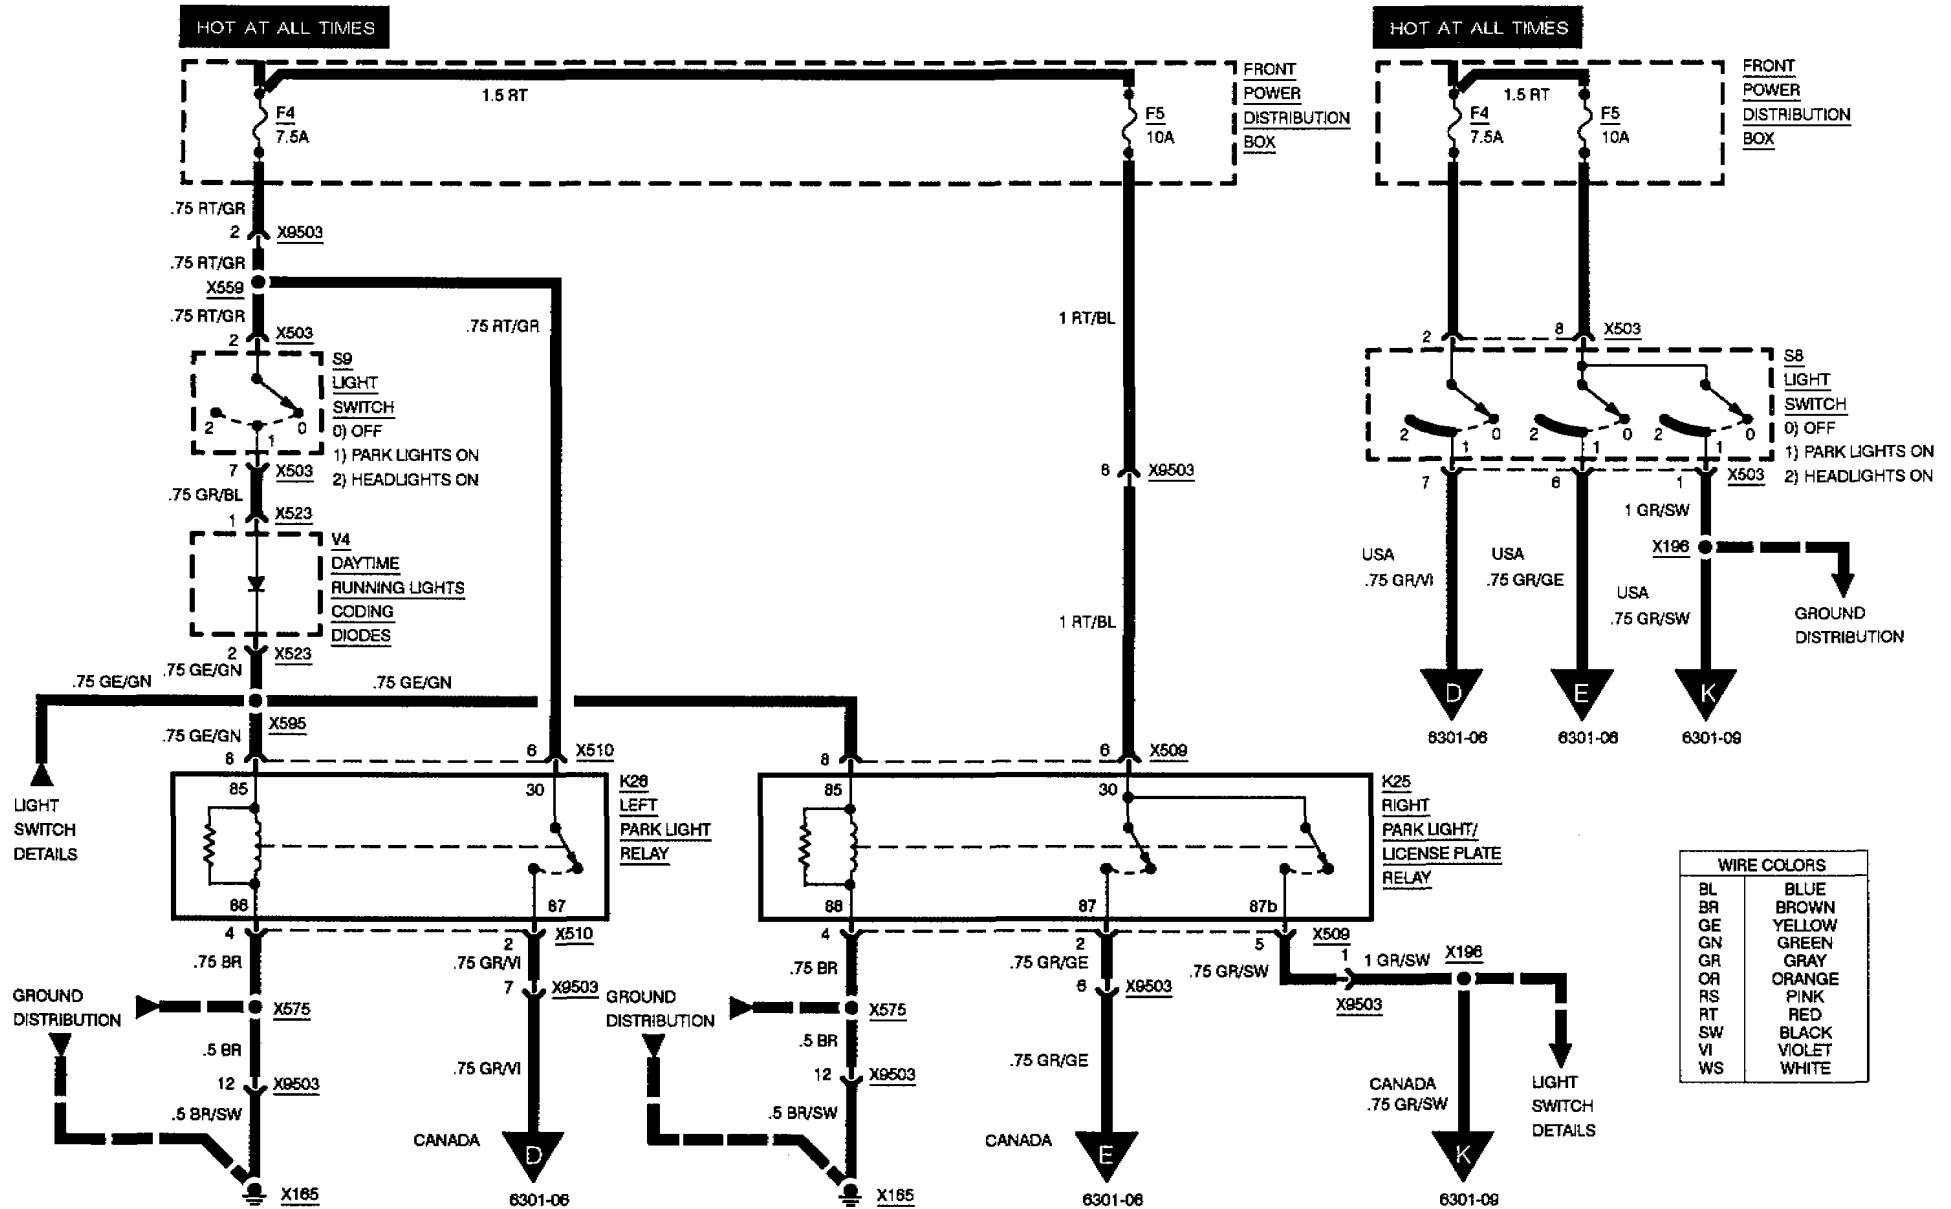 HOT AT ALL TIMES
HOT AT ALL TIMES
1.5 RT
F4
7.5A
F5
10A
FRONT
POWER
DISTRIBUTION
BOX
1.5 RT
F4
7.5A
F5
10A
FRONT
POWER
DISTRIBUTION
BOX
.75 RT/GR
2 X9503
.75 RT/GR
X559
.75 RT/GR
2 X503
.75 RT/GR
1 RT/BL
2
8 X503
S9
LIGHT
SWITCH
0) OFF
1) PARK LIGHTS ON
2) HEADLIGHTS ON
2
1
0
7 X503
.75 GR/BL
1 X523
S8
LIGHT
SWITCH
0) OFF
1) PARK LIGHTS ON
2) HEADLIGHTS ON
2 1 0
2 1 0
2 1 0
7
6
1 X503
6 X9503
1 GR/SW
X196
USA
.75 GR/VI
USA
.75 GR/GE
USA
.75 GR/SW
GROUND
DISTRIBUTION
D
E
K
6301-06
6301-06
6301-09
V4
DAYTIME
RUNNING LIGHTS
CODING
DIODES
2 X523
1 RT/BL
.75 GE/GN
.75 GE/GN
.75 GE/GN
X595
.75 GE/GN
LIGHT
SWITCH
DETAILS
8
6 X510
85
30
K26
LEFT
PARK LIGHT
RELAY
86
87
8
6 X509
85
30
K25
RIGHT
PARK LIGHT/
LICENSE PLATE
RELAY
86
87
87b
4
2 X510
.75 BR
.75 GR/VI
7 X9503
GROUND
DISTRIBUTION
X575
.5 BR
12 X9503
.5 BR/SW
.75 GR/VI
CANADA
D
X165
6301-06
4
2
5 X509
.75 BR
.75 GR/GE
.75 GR/SW
1
1 GR/SW
X196
X9503
6 X9503
GROUND
DISTRIBUTION
X575
.5 BR
12 X9503
.5 BR/SW
.75 GR/GE
CANADA
E
X165
6301-06
CANADA
.75 GR/SW
K
6301-09
LIGHT
SWITCH
DETAILS
WIRE COLORS
BL BLUE
BR BROWN
GE YELLOW
GN GREEN
GR GRAY
OR ORANGE
RS PINK
RT RED
SW BLACK
VI VIOLET
WS WHITE